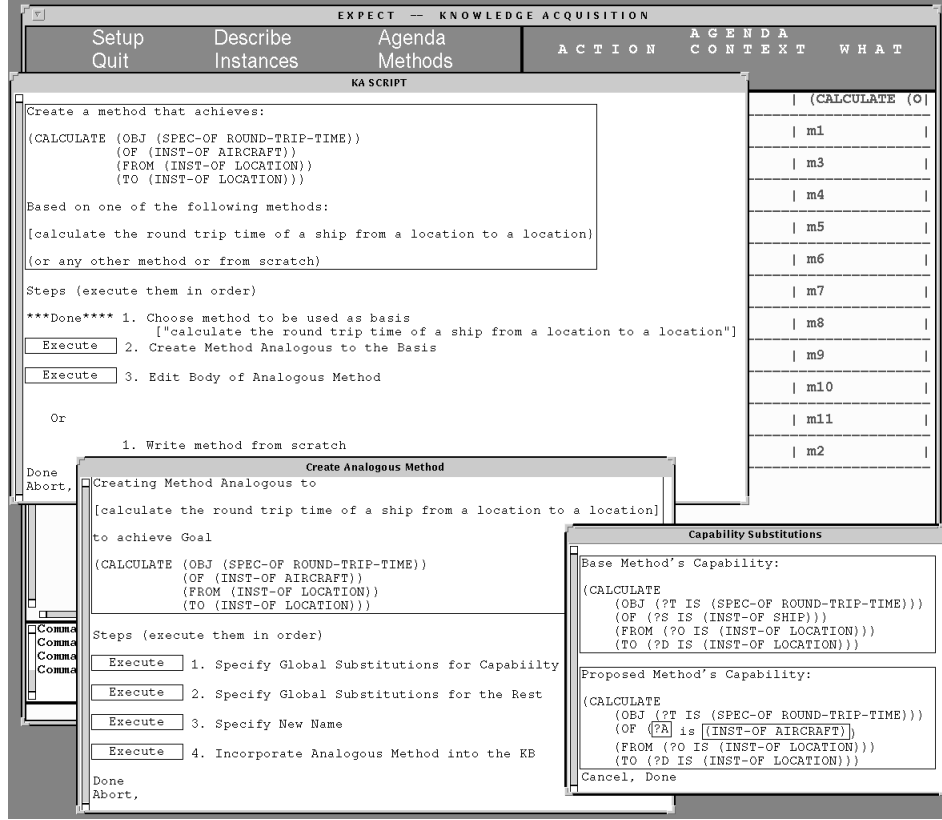 EXPECT -- KNOWLEDGE ACQUISITION
Setup Describe Agenda
Quit Instances Methods
AGENDA
ACTION CONTEXT WHAT
KA SCRIPT
Create a method that achieves:
(CALCULATE (OBJ (SPEC-OF ROUND-TRIP-TIME))
(OF (INST-OF AIRCRAFT))
(FROM (INST-OF LOCATION))
(TO (INST-OF LOCATION)))
Based on one of the following methods:
[calculate the round trip time of a ship from a location to a location]
(or any other method or from scratch)
Steps (execute them in order)
***Done**** 1. Choose method to be used as basis
["calculate the round trip time of a ship from a location to a location"]
Execute 2. Create Method Analogous to the Basis
Execute 3. Edit Body of Analogous Method
Or
1. Write method from scratch
Done
Abort,
| (CALCULATE (O|
| m1 |
| m3 |
| m4 |
| m5 |
| m6 |
| m7 |
| m8 |
| m9 |
| m10 |
| m11 |
| m2 |
Create Analogous Method
Creating Method Analogous to
[calculate the round trip time of a ship from a location to a location]
to achieve Goal
(CALCULATE (OBJ (SPEC-OF ROUND-TRIP-TIME))
(OF (INST-OF AIRCRAFT))
(FROM (INST-OF LOCATION))
(TO (INST-OF LOCATION)))
Steps (execute them in order)
Execute 1. Specify Global Substitutions for Capabiilty
Execute 2. Specify Global Substitutions for the Rest
Execute 3. Specify New Name
Execute 4. Incorporate Analogous Method into the KB
Done
Abort,
Comma
Comma
Comma
Comma
Capability Substitutions
Base Method's Capability:
(CALCULATE
(OBJ (?T IS (SPEC-OF ROUND-TRIP-TIME)))
(OF (?S IS (INST-OF SHIP)))
(FROM (?O IS (INST-OF LOCATION)))
(TO (?D IS (INST-OF LOCATION)))
Proposed Method's Capability:
(CALCULATE
(OBJ (?T IS (SPEC-OF ROUND-TRIP-TIME)))
(OF (?A is (INST-OF AIRCRAFT)))
(FROM (?O IS (INST-OF LOCATION)))
(TO (?D IS (INST-OF LOCATION)))
Cancel, Done